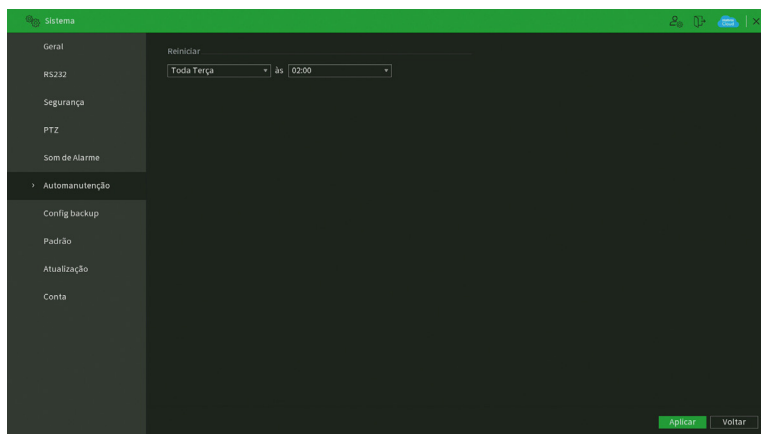 Sistema
Geral
RS232
Segurança
PTZ
Som de Alarme
Automanutenção
Config backup
Padrão
Atualização
Conta
Reiniciar
Toda Terça às 02:00
Aplicar Voltar